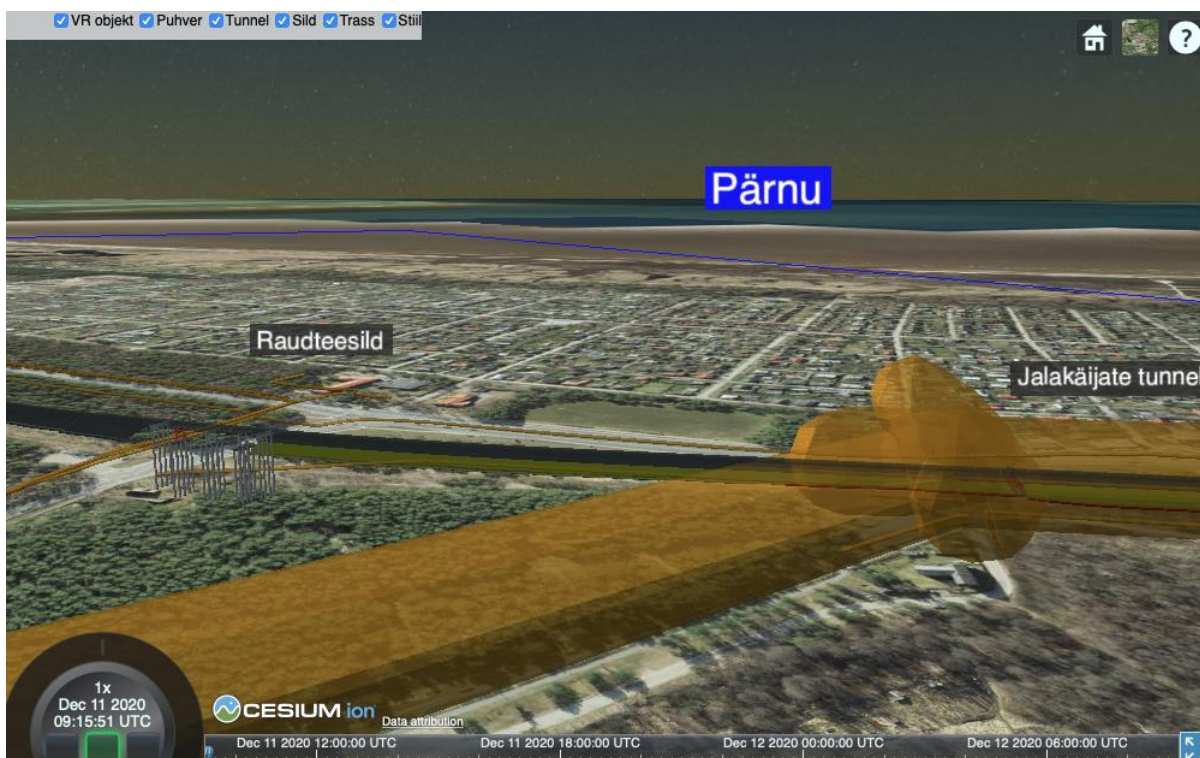 VR objekt Puhver Tunnel Sild Trass Stiil
?
Pärnu
Raudteesild
Jalakäijate tunnel
1x
Dec 11 2020
09:15:51 UTC
CESIUM ion Data attribution
Dec 11 2020 12:00:00 UTC Dec 11 2020 18:00:00 UTC Dec 12 2020 00:00:00 UTC Dec 12 2020 06:00:00 UTC